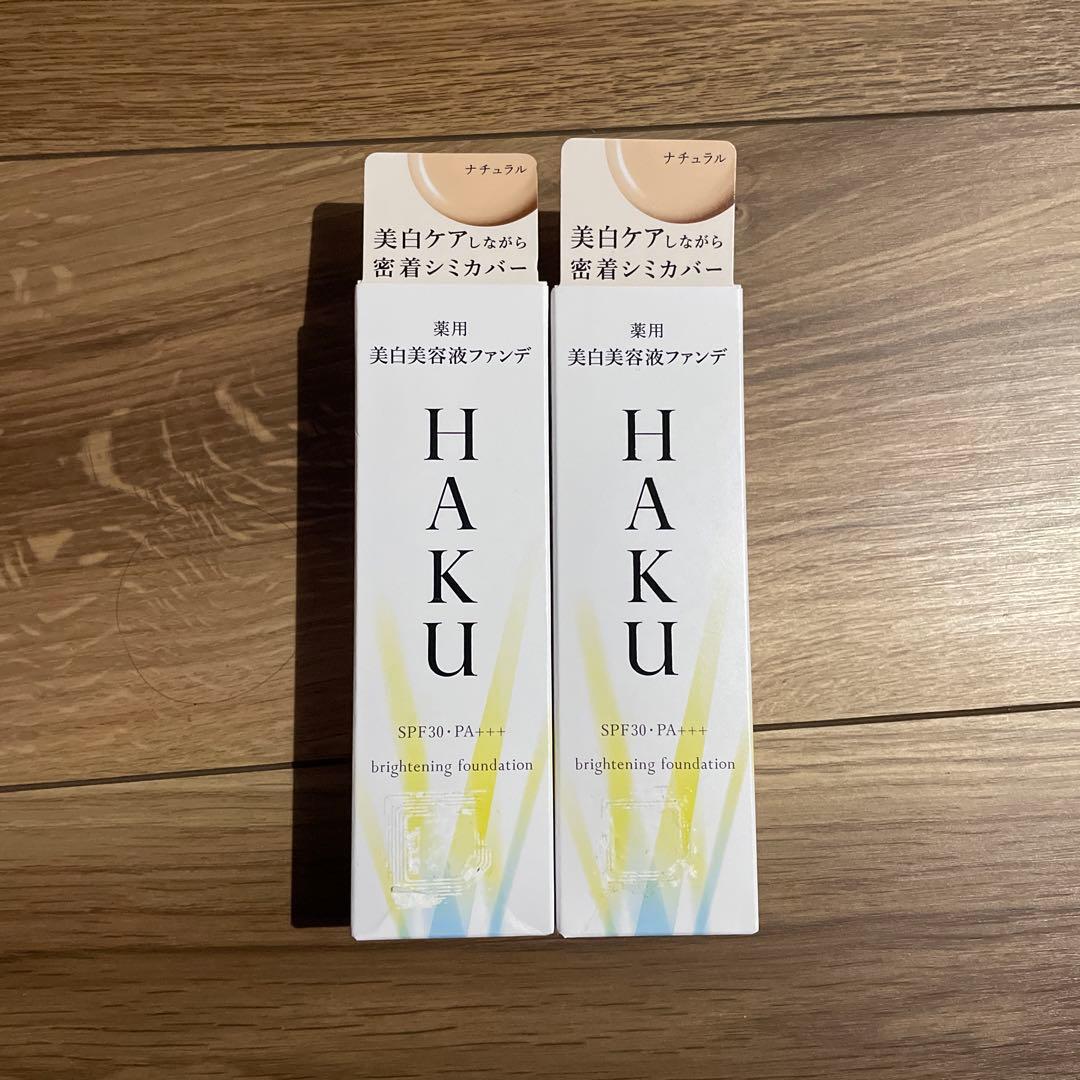 ナチュラル
美白ケアしながら
密着シミカバー
薬用
美白美容液ファンデ
HAKU
SPF30・PA+++
brightening foundation
ナチュラル
美白ケアしながら
密着シミカバー
薬用
美白美容液ファンデ
HAKU
SPF30・PA+++
brightening foundation